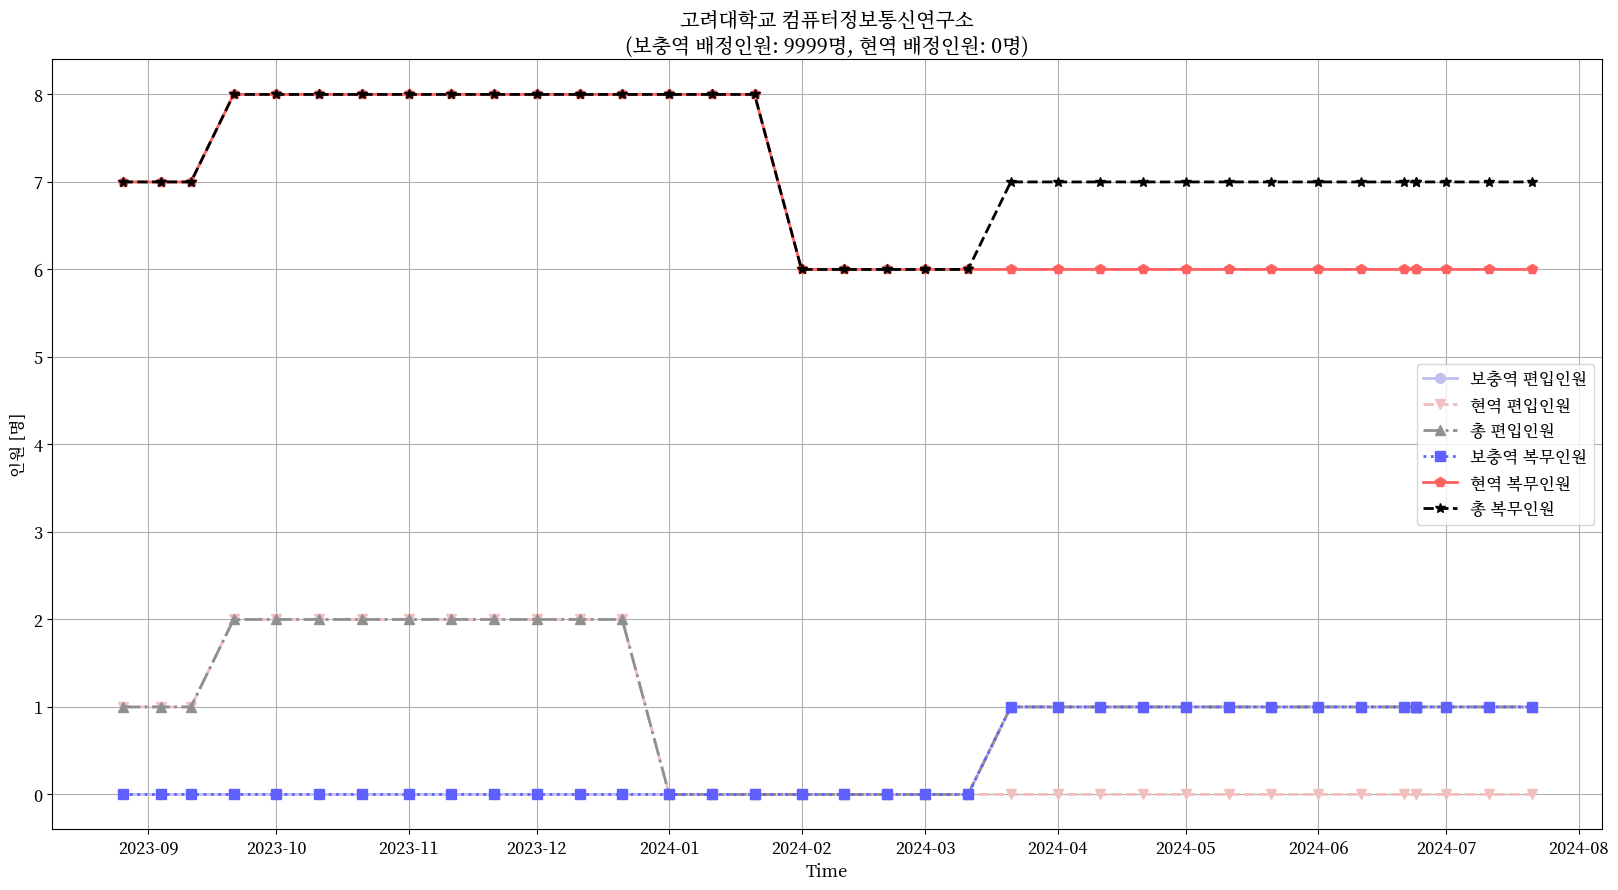 고려대학교 컴퓨터정보통신연구소
(보충역 배정인원: 9999명, 현역 배정인원: 0명)
인원 [명]
8
7
6
5
4
3
2
1
0
보충역 편입인원
현역 편입인원
총 편입인원
보충역 복무인원
현역 복무인원
총 복무인원
2023-09 2023-10 2023-11 2023-12 2024-01 2024-02 2024-03 2024-04 2024-05 2024-06 2024-07 2024-08
Time